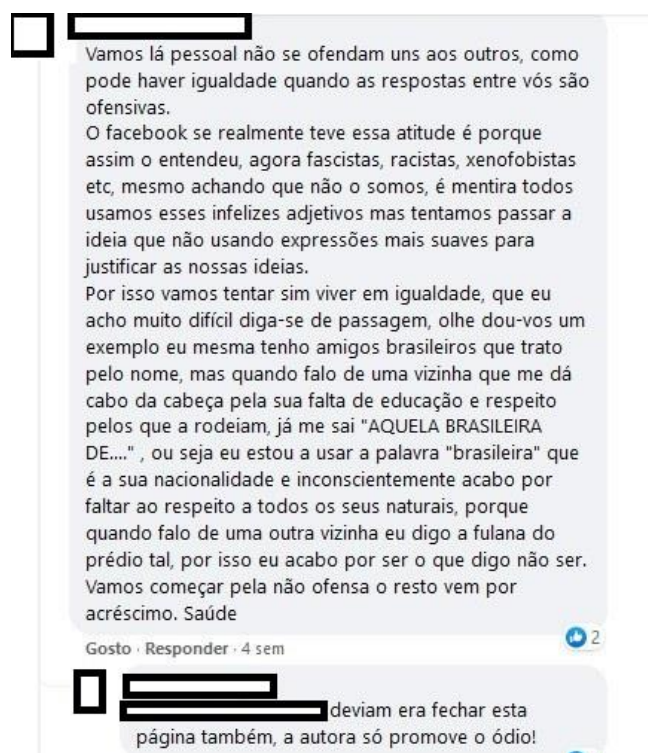 Vamos lá pessoal não se ofendam uns aos outros, como
pode haver igualdade quando as respostas entre vós são
ofensivas.
O facebook se realmente teve essa atitude é porque
assim o entendeu, agora fascistas, racistas, xenofobistas
etc, mesmo achando que não o somos, é mentira todos
usamos esses infelizes adjetivos mas tentamos passar a
ideia que não usando expressões mais suaves para
justificar as nossas ideias.
Por isso vamos tentar sim viver em igualdade, que eu
acho muito difícil diga-se de passagem, olhe dou-vos um
exemplo eu mesma tenho amigos brasileiros que trato
pelo nome, mas quando falo de uma vizinha que me dá
cabo da cabeça pela sua falta de educação e respeito
pelos que a rodeiam, já me sai "AQUELA BRASILEIRA
DE...." , ou seja eu estou a usar a palavra "brasileira" que
é a sua nacionalidade e inconscientemente acabo por
faltar ao respeito a todos os seus naturais, porque
quando falo de uma outra vizinha eu digo a fulana do
prédio tal, por isso eu acabo por ser o que digo não ser.
Vamos começar pela não ofensa o resto vem por
acréscimo. Saúde
2
Gosto · Responder · 4 sem
deviam era fechar esta
página também, a autora só promove o ódio!